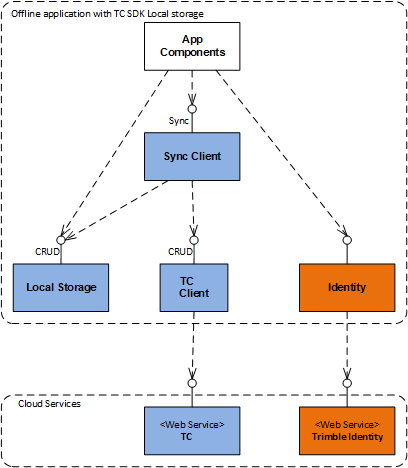 Offline application with TC SDK Local storage
App
Components
Sync
Sync Client
CRUD
CRUD
Local Storage
TC
Client
Identity
Cloud Services
<Web Service>
TC
<Web Service>
Trimble Identity